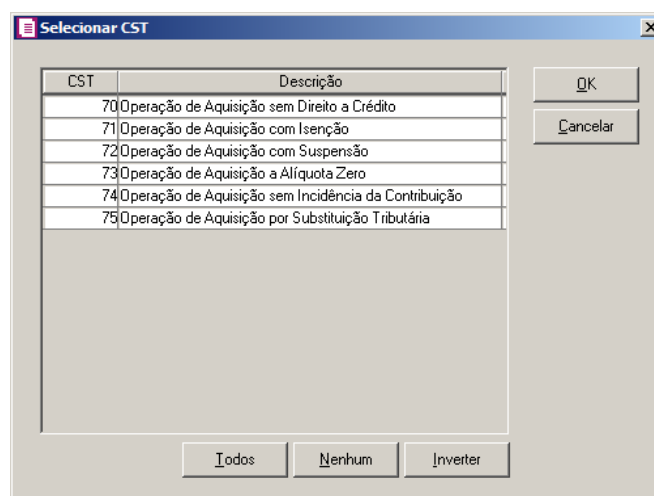 Selecionar CST
CST Descrição
70 Operação de Aquisição sem Direito a Crédito
71 Operação de Aquisição com Isenção
72 Operação de Aquisição com Suspensão
73 Operação de Aquisição a Alíquota Zero
74 Operação de Aquisição sem Incidência da Contribuição
75 Operação de Aquisição por Substituição Tributária
OK
Cancelar
Todos Nenhum Inverter